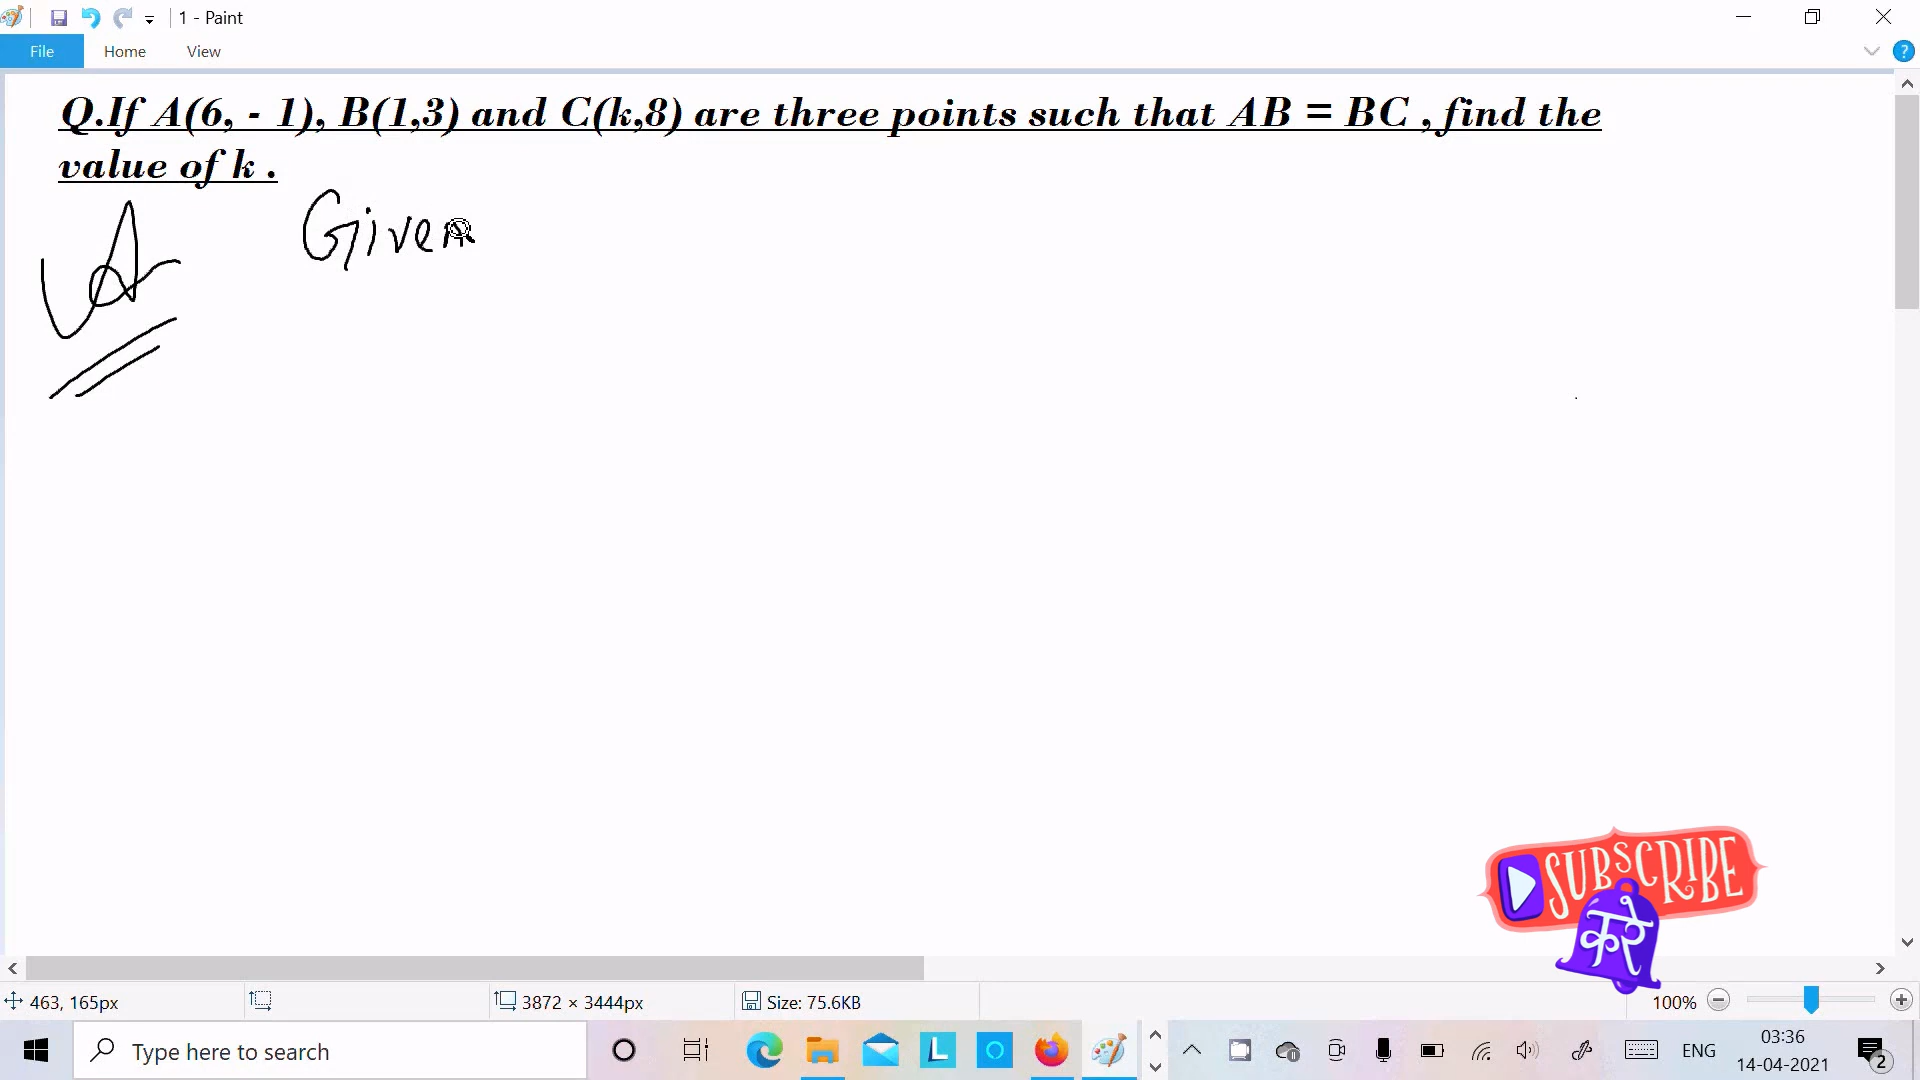 1 - Paint
File Home View
Q.If A(6, - 1), B(1,3) and C(k,8) are three points such that AB = BC , find the
value of k .
Given
SUBSCRIBE
करे
463, 165px 3872 × 3444px Size: 75.6KB 100%
Type here to search
ENG
03:36
14-04-2021
2